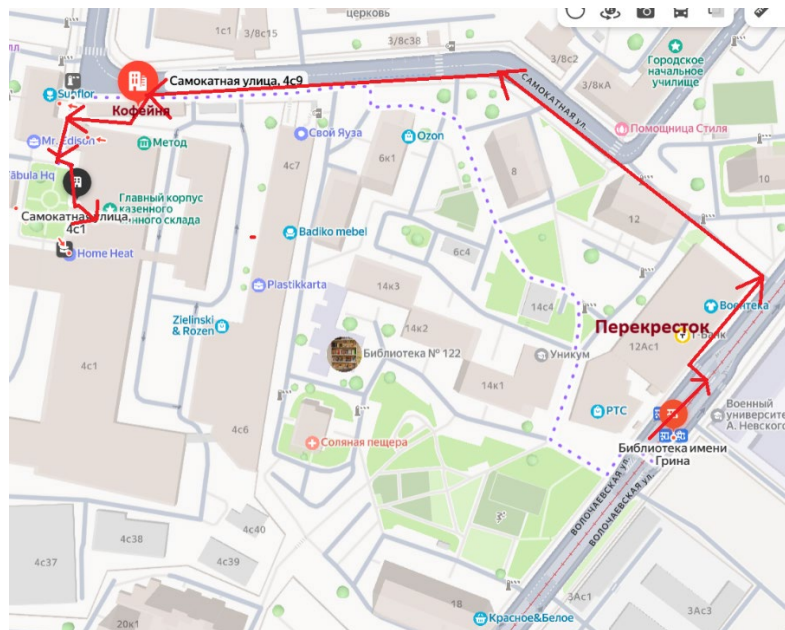 церковь
1с1
3/8с15
3/8с3В
3/8с2
3/8кА
Городское
начальное
училище
Самокатная улица, 4с9
САМОКАТНАЯ УЛ.
Sunflor
Кофейня
Mr. Edison
Метод
Свой Яуза
Ozon
Помощница Стиля
4с7
6к1
8
10
Tabula Hq
Главный корпус
казенного
винного склада
Самокатная улица,
4с1
12
Home Heat
Badiko mebel
6с4
14с4
Plastikkarta
14к3
Воентека
Перекресток
Zielinski
& Rozen
14к2
Т-Банк
12Ас1
Библиотека № 122
Уникум
4с1
14к1
РТС
Военный
университет
А. Невского
4с6
Соляная пещера
Библиотека имени
Грина
ВОЛОЧАЕВСКАЯ УЛ.
ВОЛОЧАЕВСКАЯ УЛ.
4с40
4с38
4с39
4с37
18
3Ас1
3Ас3
Красное&Белое
20к1